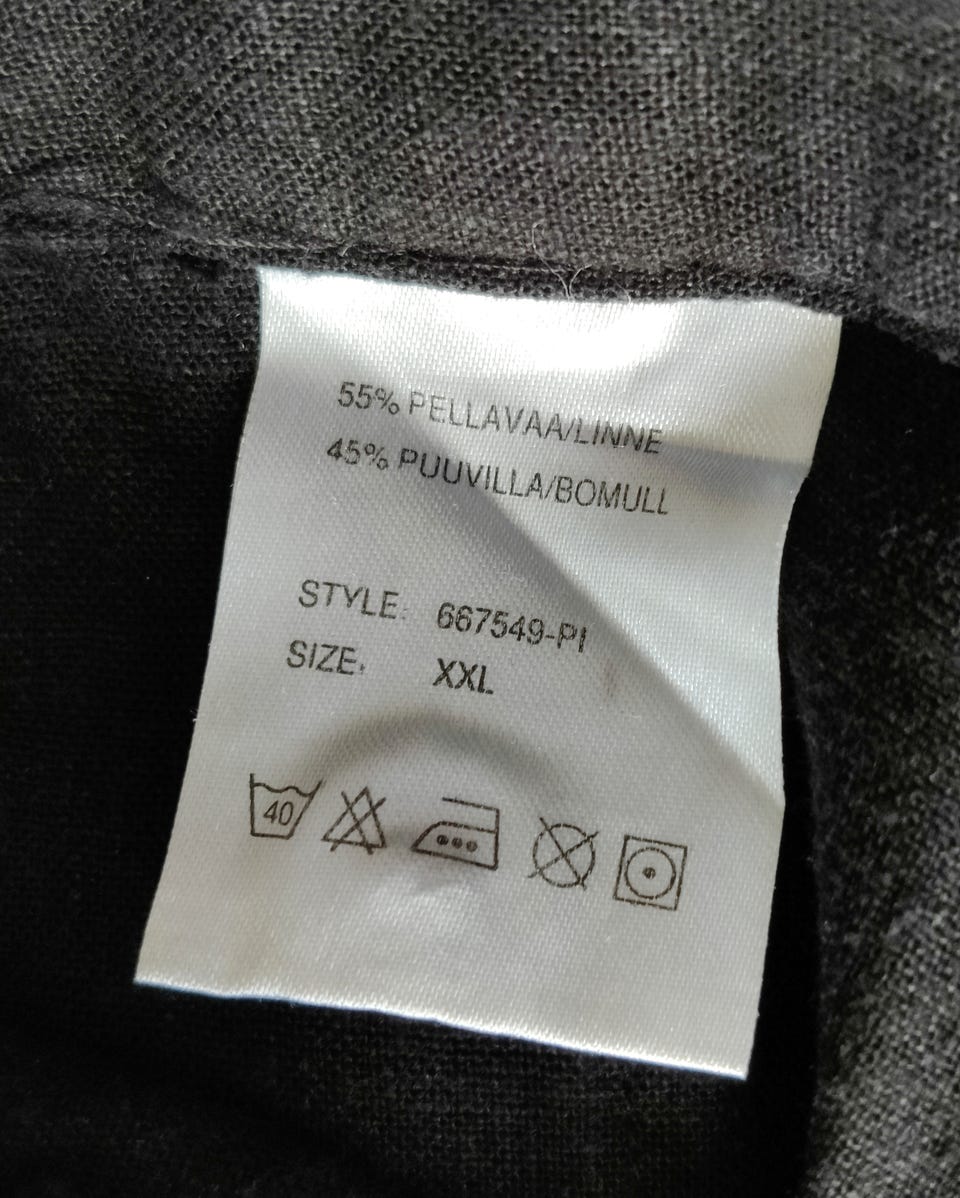 55% PELLAVAA/LINNE
45% PUUVILLA/BOMULL
STYLE: 667549-PI
SIZE: XXL
40